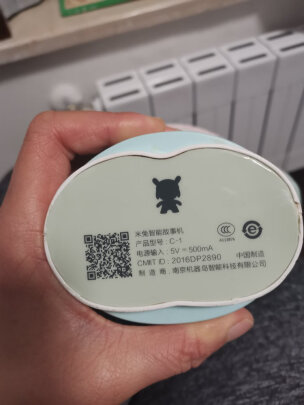 米兔智能故事机
产品型号：C-1
电源输入：5V⎓500mA
CMIIT ID：2016DP2890
中国制造
制造商：南京机器岛智能科技有限公司